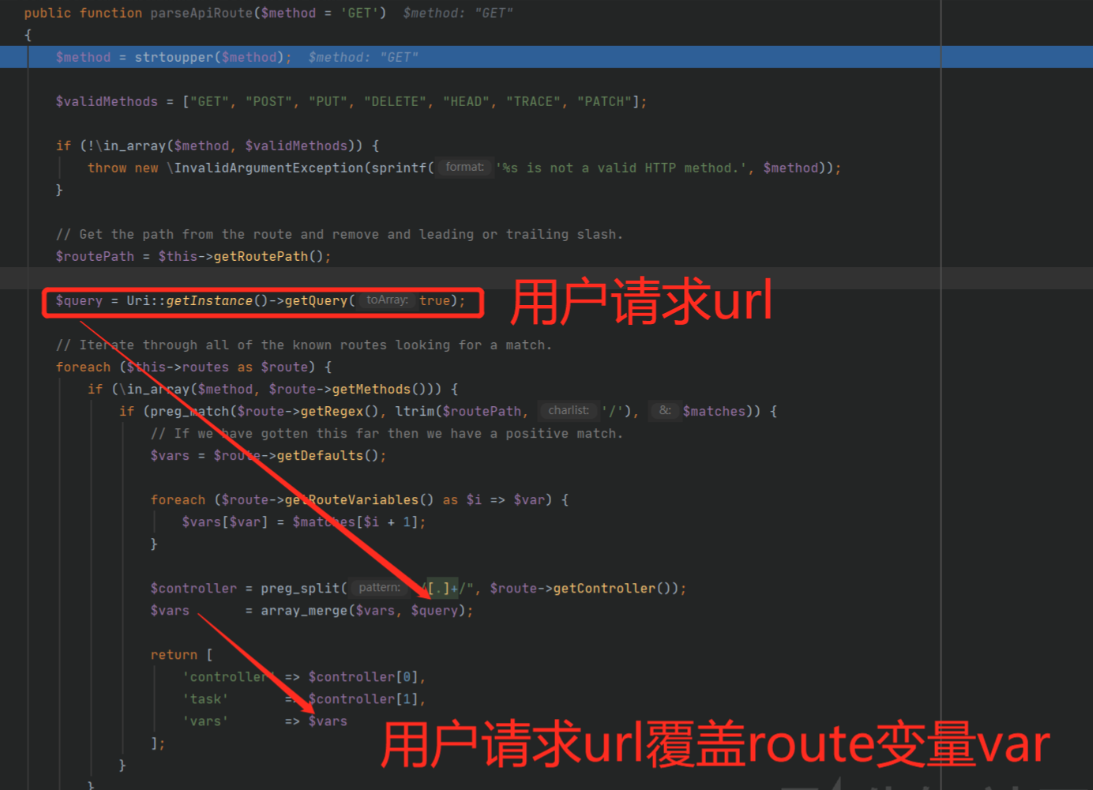 public function parseApiRoute($method = 'GET')  $method: "GET"
{
$method = strtoupper($method);  $method: "GET"
$validMethods = ["GET", "POST", "PUT", "DELETE", "HEAD", "TRACE", "PATCH"];
if (!\in_array($method, $validMethods)) {
throw new \InvalidArgumentException(sprintf( format: '%s is not a valid HTTP method.', $method));
}
// Get the path from the route and remove and leading or trailing slash.
$routePath = $this->getRoutePath();
$query = Uri::getInstance()->getQuery( toArray: true);
用户请求url
// Iterate through all of the known routes looking for a match.
foreach ($this->routes as $route) {
if (\in_array($method, $route->getMethods())) {
if (preg_match($route->getRegex(), ltrim($routePath, charlist: '/'), &: $matches)) {
// If we have gotten this far then we have a positive match.
$vars = $route->getDefaults();
foreach ($route->getRouteVariables() as $i => $var) {
$vars[$var] = $matches[$i + 1];
}
$controller = preg_split( pattern: "/[.]+/", $route->getController());
$vars = array_merge($vars, $query);
return [
'controller' => $controller[0],
'task' => $controller[1],
'vars' => $vars
];
用户请求url覆盖route变量var
}
}